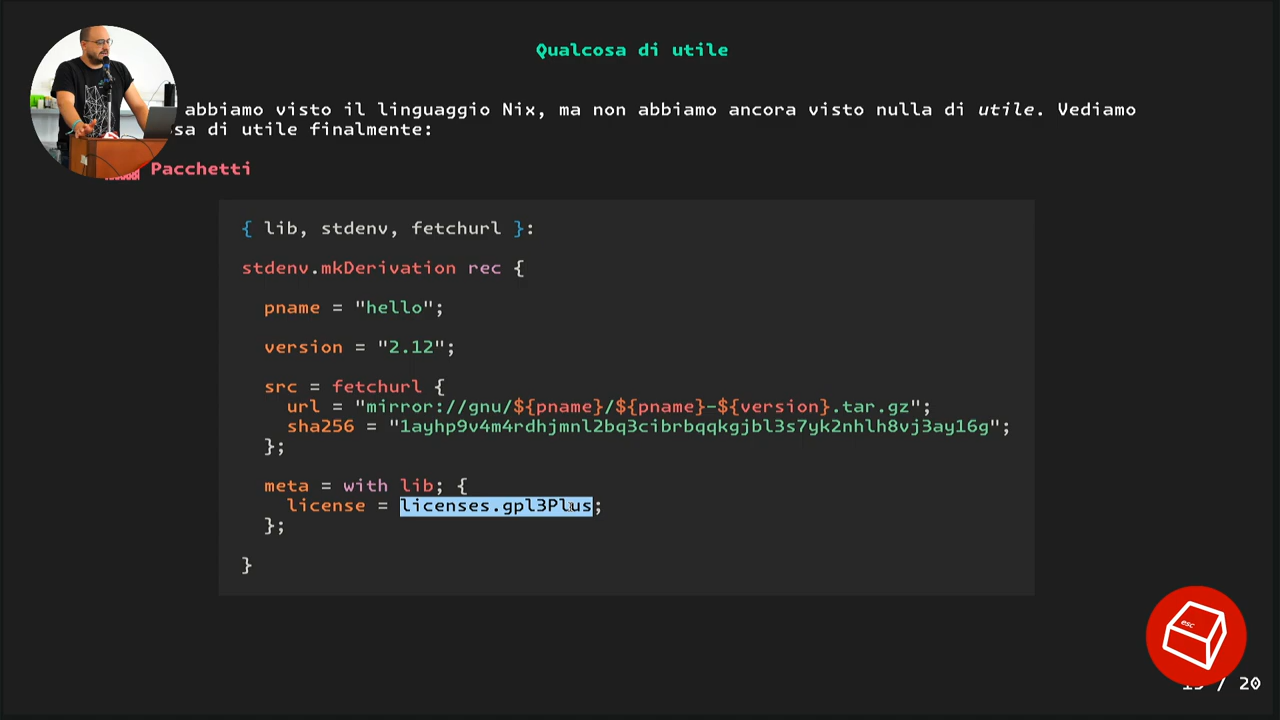 Qualcosa di utile
abbiamo visto il linguaggio Nix, ma non abbiamo ancora visto nulla di utile. Vediamo
di utile finalmente:
Pacchetti
{ lib, stdenv, fetchurl }:
stdenv.mkDerivation rec {
pname = "hello";
version = "2.12";
src = fetchurl {
url = "mirror://gnu/${pname}/${pname}-${version}.tar.gz";
sha256 = "1ayhp9v4m4rdhjmnl2bq3cibrbqqkgjbl3s7yk2nhlh8vj3ay16g";
};
meta = with lib; {
license = licenses.gpl3Plus;
};
}
esc
/ 20